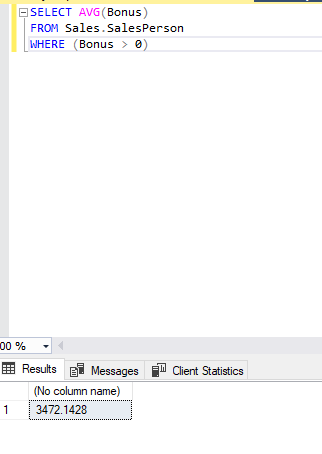 SELECT AVG(Bonus)
FROM Sales.SalesPerson
WHERE (Bonus > 0)
00 %
Results Messages Client Statistics
(No column name)
1 3472.1428